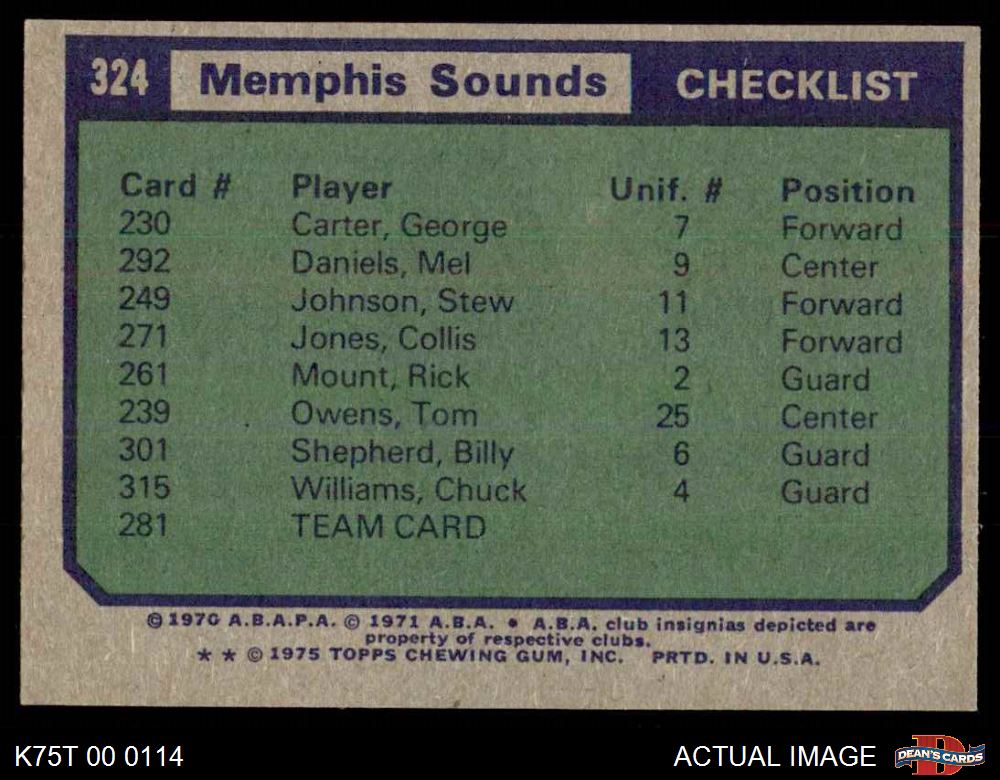 324 Memphis Sounds CHECKLIST
Card # Player Unif. # Position
230 Carter, George 7 Forward
292 Daniels, Mel 9 Center
249 Johnson, Stew 11 Forward
271 Jones, Collis 13 Forward
261 Mount, Rick 2 Guard
239 Owens, Tom 25 Center
301 Shepherd, Billy 6 Guard
315 Williams, Chuck 4 Guard
281 TEAM CARD
© 1970 A.B.A.P.A. © 1971 A.B.A. • A.B.A. club insignias depicted are
property of respective clubs.
* * © 1975 TOPPS CHEWING GUM, INC. PRTD. IN U.S.A.
K75T 00 0114 ACTUAL IMAGE D DEAN'S CARDS